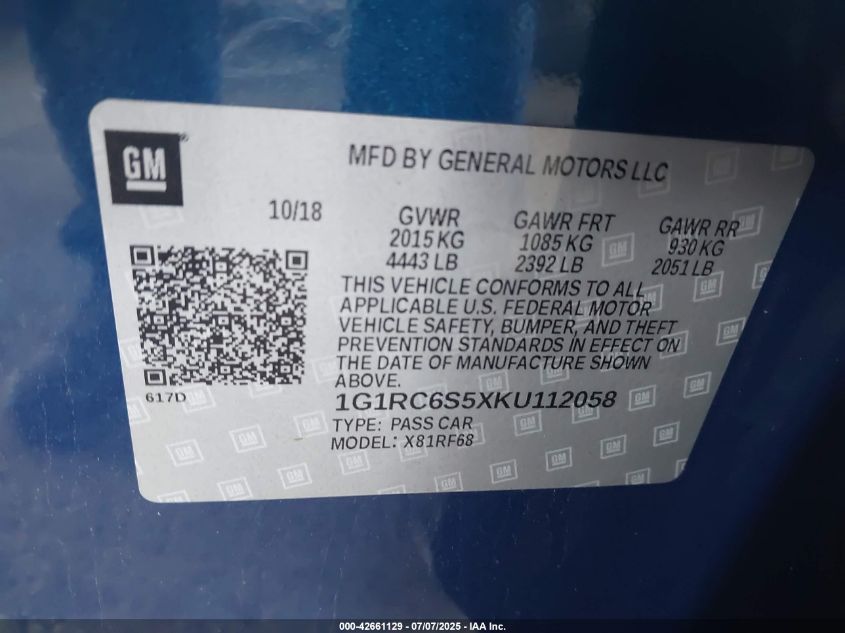 GM
MFD BY GENERAL MOTORS LLC
10/18
GVWR
2015 KG
4443 LB
GAWR FRT
1085 KG
2392 LB
GAWR RR
930 KG
2051 LB
THIS VEHICLE CONFORMS TO ALL
APPLICABLE U.S. FEDERAL MOTOR
VEHICLE SAFETY, BUMPER, AND THEFT
PREVENTION STANDARDS IN EFFECT ON
THE DATE OF MANUFACTURE SHOWN
ABOVE.
617D
1G1RC6S5XKU112058
TYPE: PASS CAR
MODEL: X81RF68
000-42661129 - 07/07/2025 - IAA Inc.